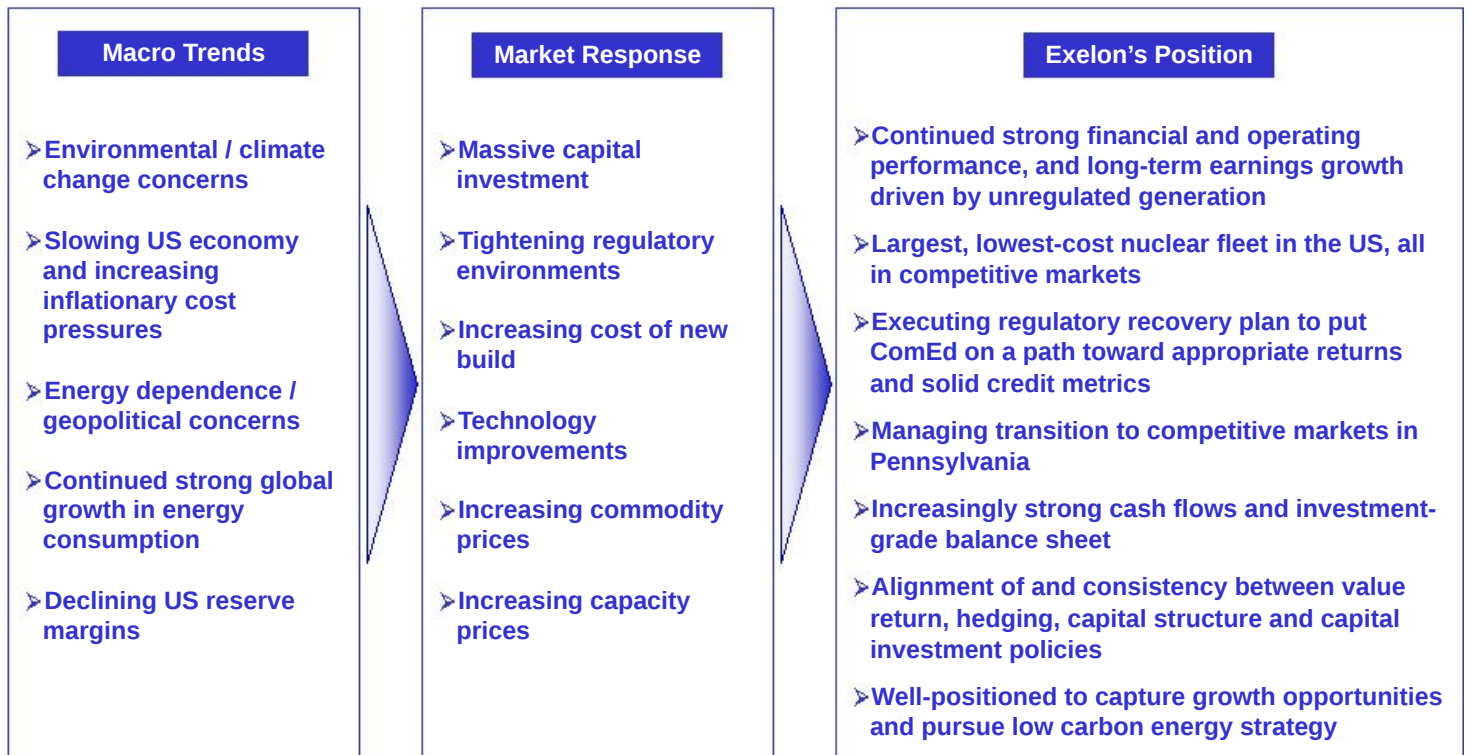 Macro Trends
➢Environmental / climate
change concerns
➢Slowing US economy
and increasing
inflationary cost
pressures
➢Energy dependence /
geopolitical concerns
➢Continued strong global
growth in energy
consumption
➢Declining US reserve
margins
Market Response
➢Massive capital
investment
➢Tightening regulatory
environments
➢Increasing cost of new
build
➢Technology
improvements
➢Increasing commodity
prices
➢Increasing capacity
prices
Exelon’s Position
➢Continued strong financial and operating
performance, and long-term earnings growth
driven by unregulated generation
➢Largest, lowest-cost nuclear fleet in the US, all
in competitive markets
➢Executing regulatory recovery plan to put
ComEd on a path toward appropriate returns
and solid credit metrics
➢Managing transition to competitive markets in
Pennsylvania
➢Increasingly strong cash flows and investment-
grade balance sheet
➢Alignment of and consistency between value
return, hedging, capital structure and capital
investment policies
➢Well-positioned to capture growth opportunities
and pursue low carbon energy strategy